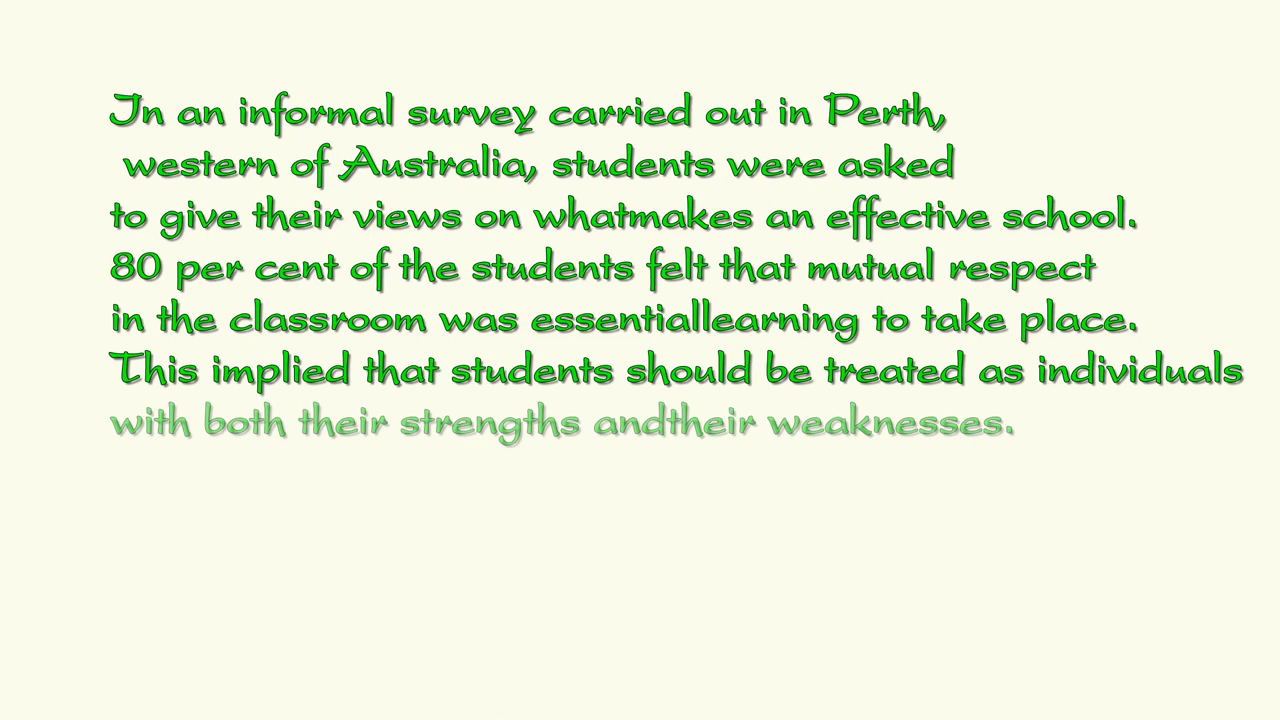 In an informal survey carried out in Perth,
western of Australia, students were asked
to give their views on whatmakes an effective school.
80 per cent of the students felt that mutual respect
in the classroom was essentiallearning to take place.
This implied that students should be treated as individuals
with both their strengths andtheir weaknesses.